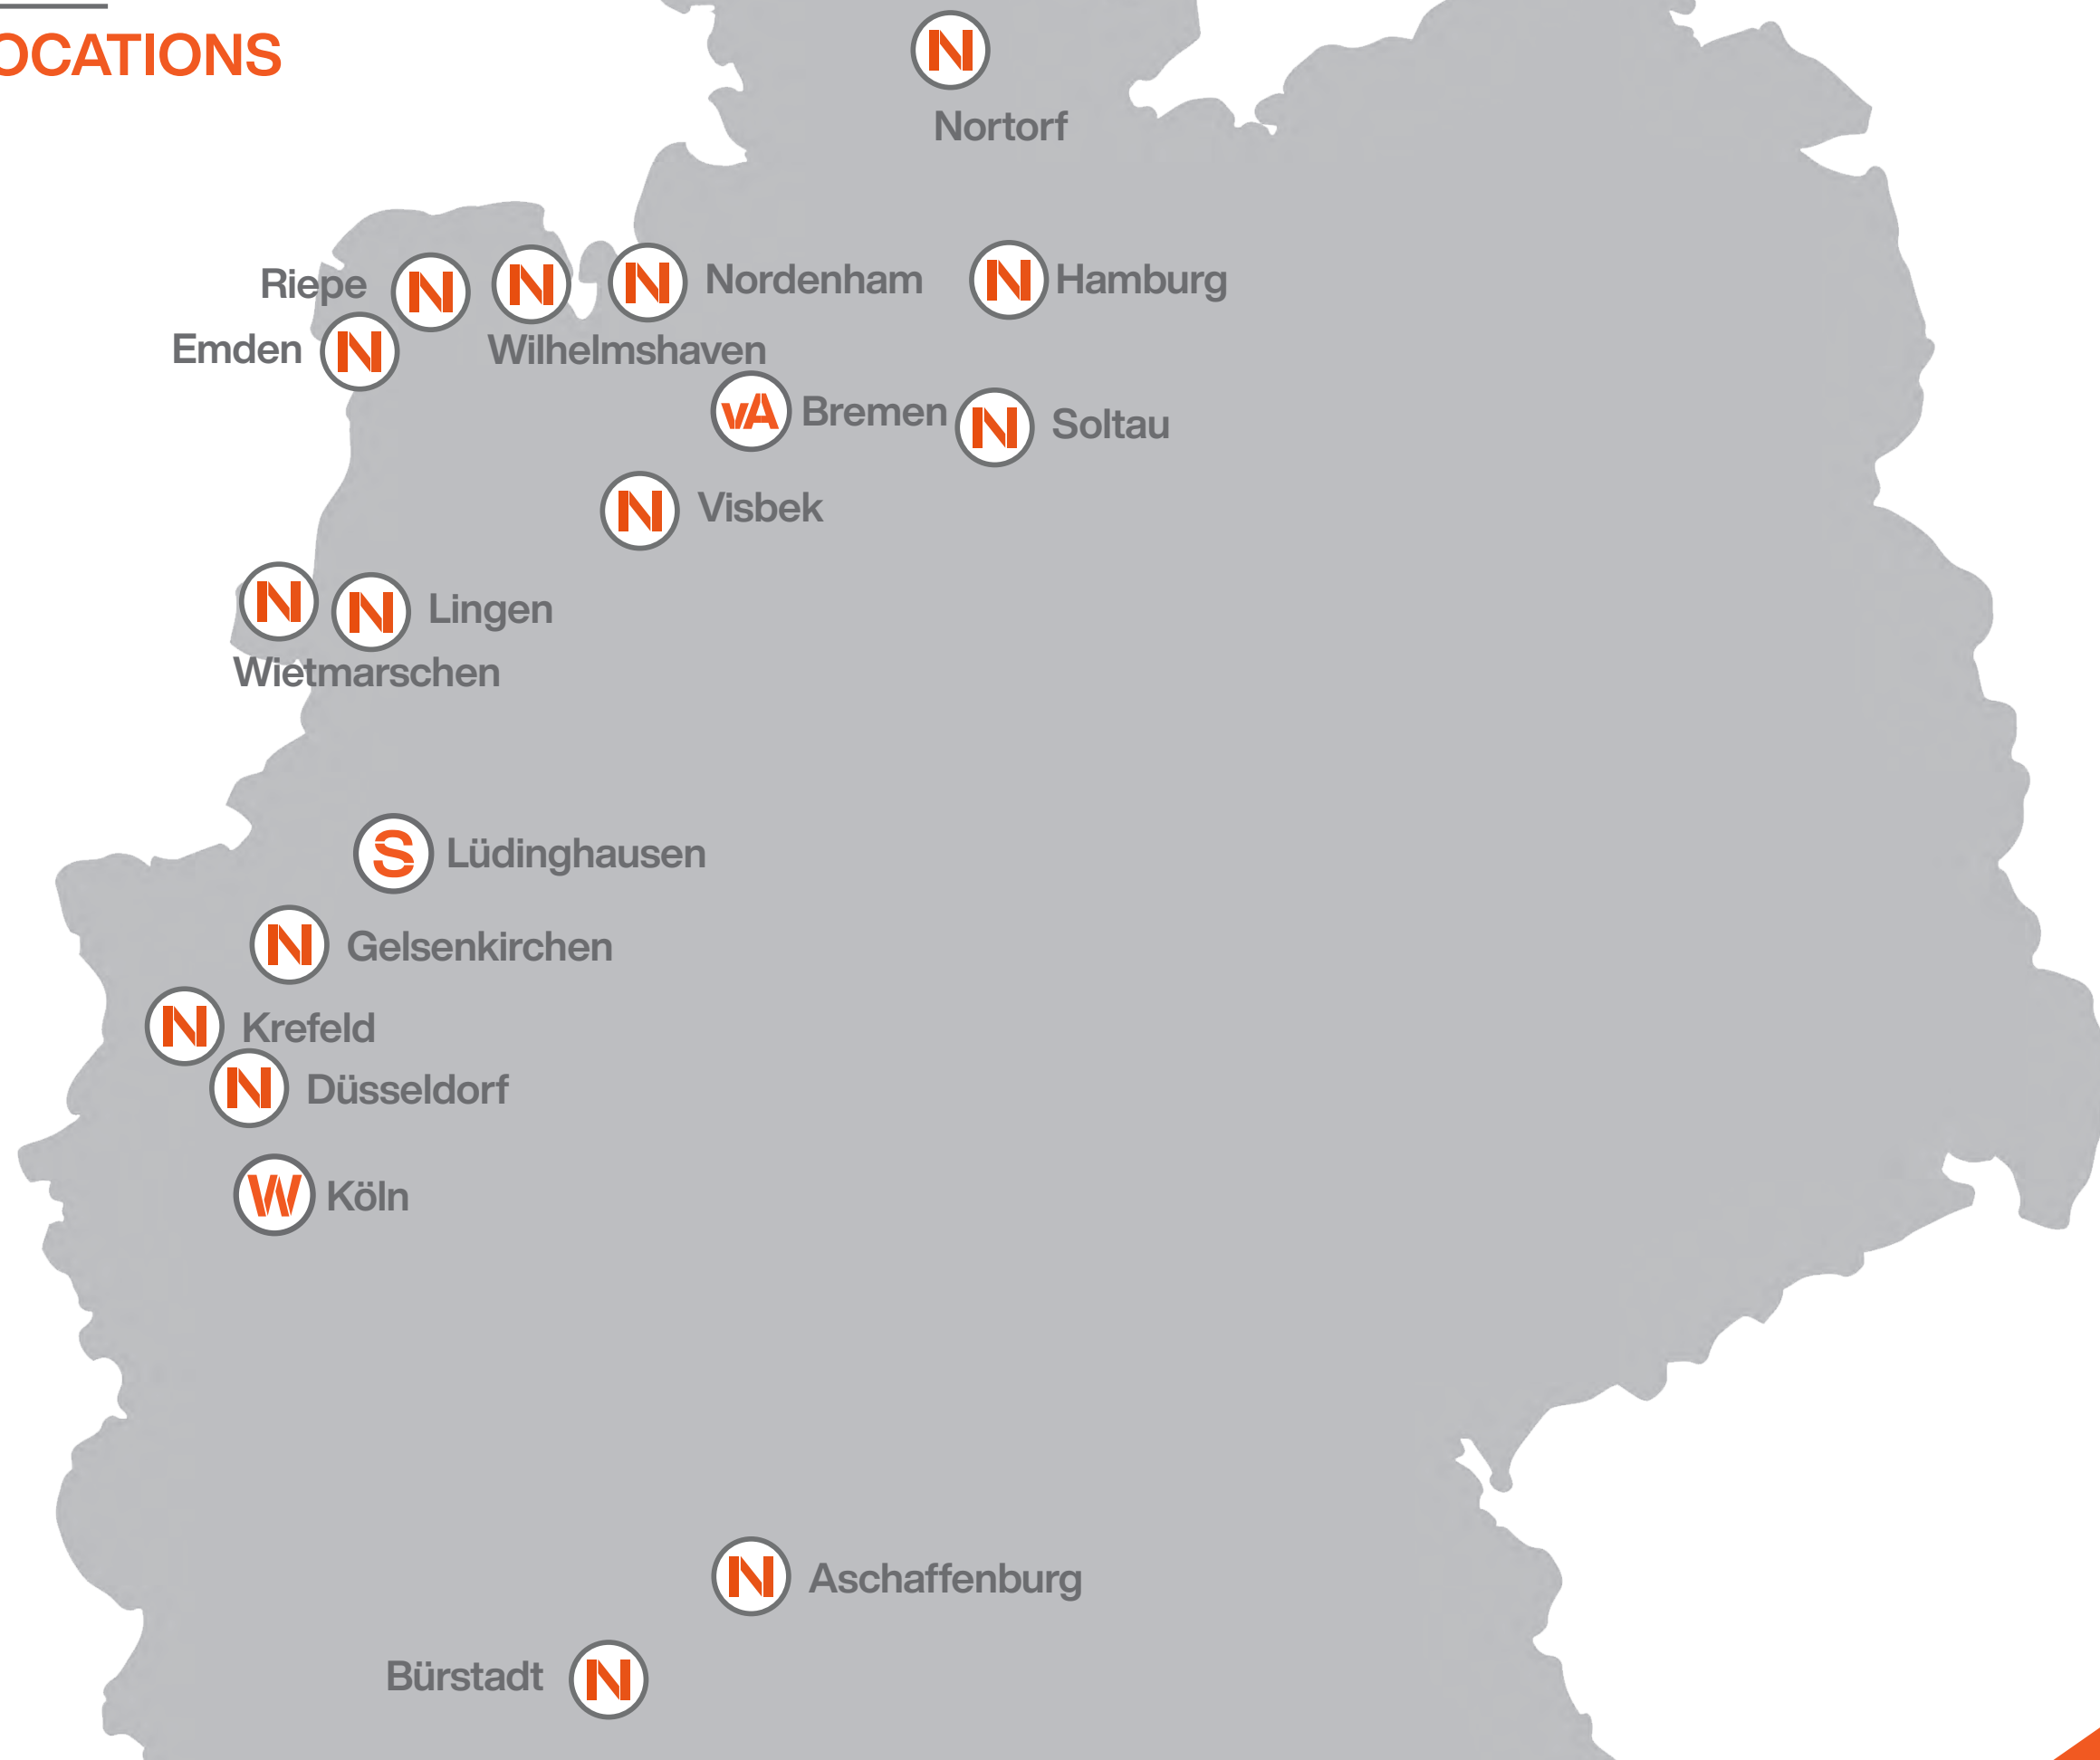 OCATIONS
N
Nortorf
Riepe N N N Nordenham N Hamburg
Emden N Wilhelmshaven
vA Bremen N Soltau
N Visbek
N N Lingen
Wietmarschen
S Lüdinghausen
N Gelsenkirchen
N Krefeld
N Düsseldorf
W Köln
N Aschaffenburg
Bürstadt N